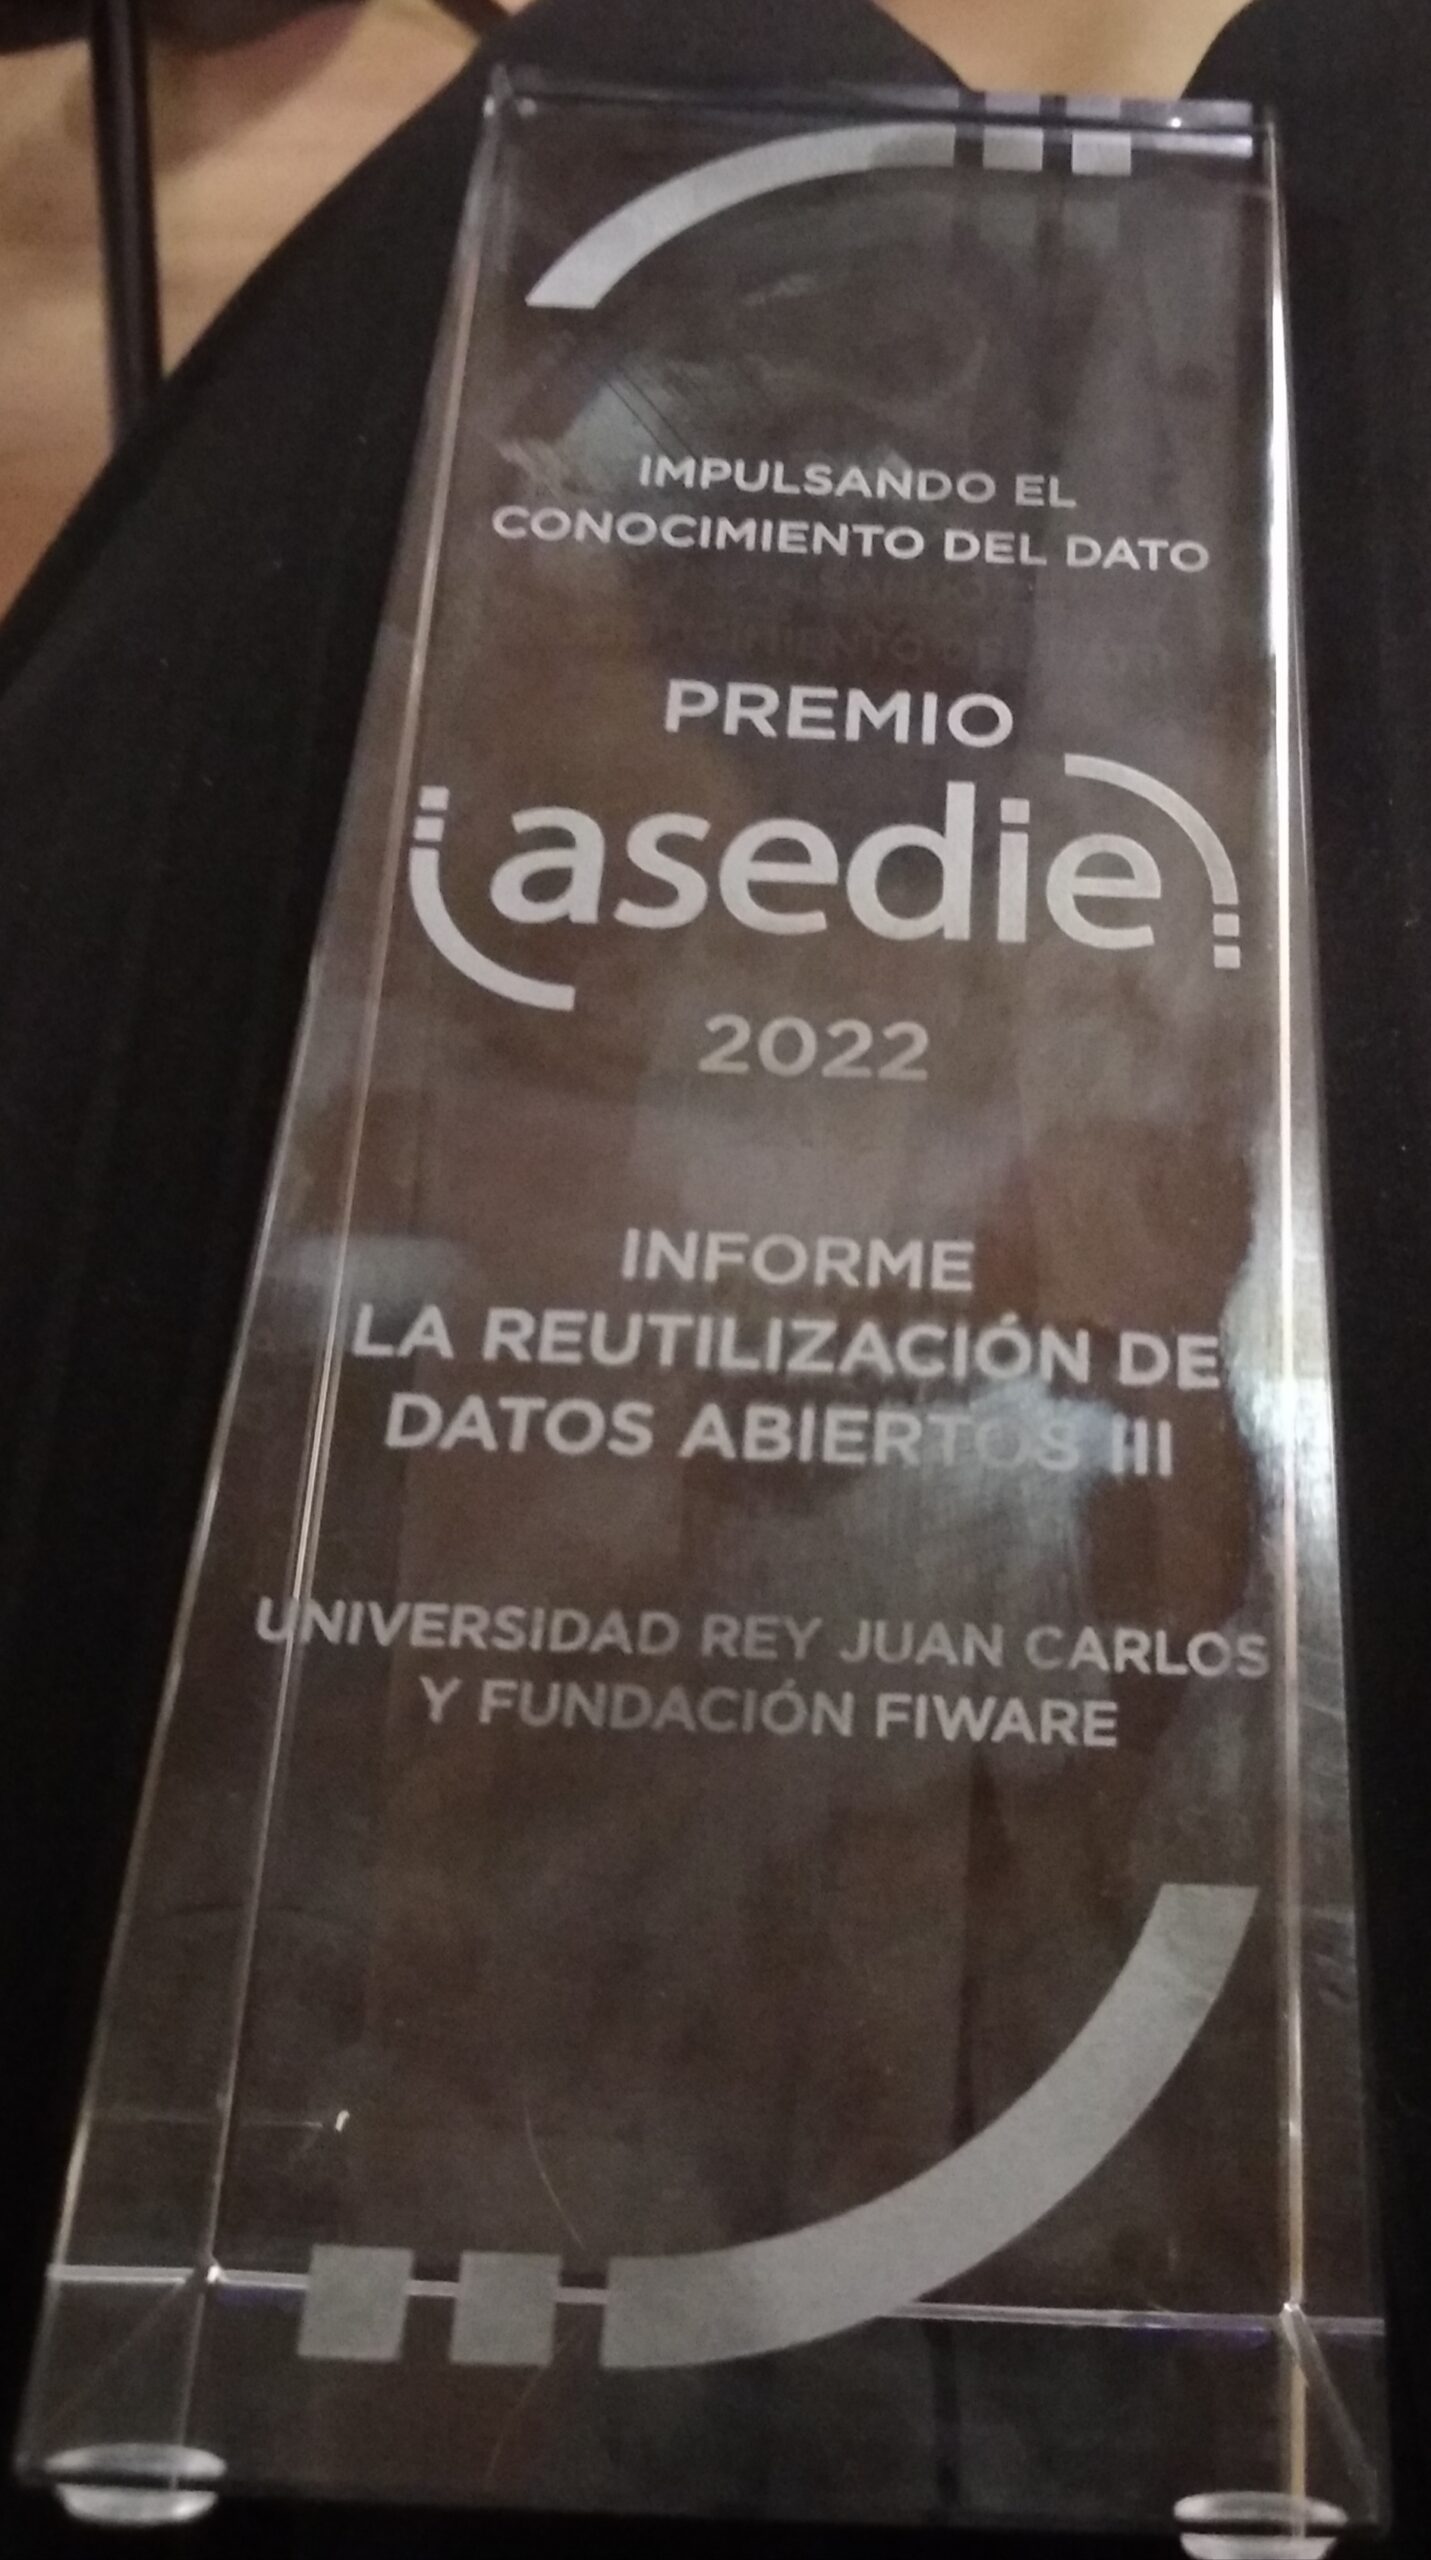 IMPULSANDO EL
CONOCIMIENTO DEL DATO
PREMIO
asedie
2022
INFORME
LA REUTILIZACIÓN DE
DATOS ABIERTOS III
UNIVERSIDAD REY JUAN CARLOS
Y FUNDACIÓN FIWARE